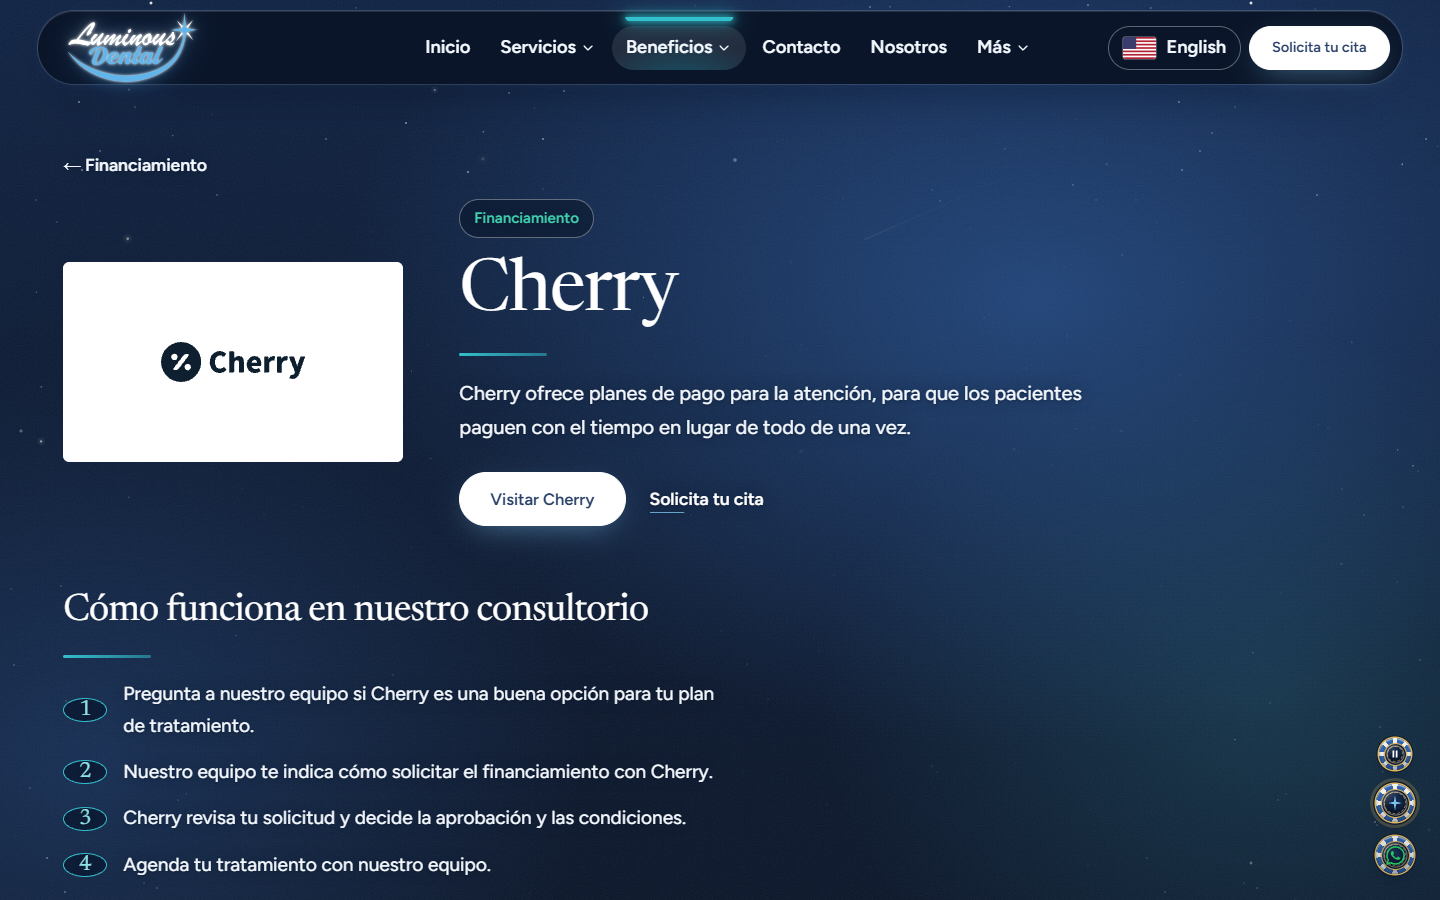 Luminous
Dental
Inicio
Servicios
Beneficios
Contacto
Nosotros
Más
English
Solicita tu cita
← Financiamiento
Financiamiento
Cherry
Cherry
Cherry ofrece planes de pago para la atención, para que los pacientes
paguen con el tiempo en lugar de todo de una vez.
Visitar Cherry
Solicita tu cita
Cómo funciona en nuestro consultorio
1 Pregunta a nuestro equipo si Cherry es una buena opción para tu plan
de tratamiento.
2 Nuestro equipo te indica cómo solicitar el financiamiento con Cherry.
3 Cherry revisa tu solicitud y decide la aprobación y las condiciones.
4 Agenda tu tratamiento con nuestro equipo.